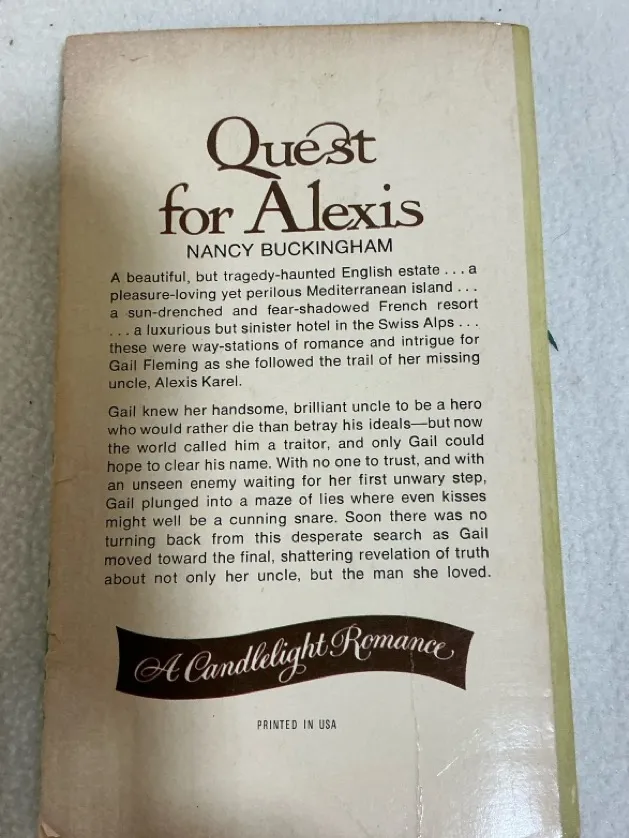 Quest
for Alexis
NANCY BUCKINGHAM
A beautiful, but tragedy-haunted English estate . . . a
pleasure-loving yet perilous Mediterranean island . . .
a sun-drenched and fear-shadowed French resort
. . . a luxurious but sinister hotel in the Swiss Alps . . .
these were way-stations of romance and intrigue for
Gail Fleming as she followed the trail of her missing
uncle, Alexis Karel.
Gail knew her handsome, brilliant uncle to be a hero
who would rather die than betray his ideals—but now
the world called him a traitor, and only Gail could
hope to clear his name. With no one to trust, and with
an unseen enemy waiting for her first unwary step,
Gail plunged into a maze of lies where even kisses
might well be a cunning snare. Soon there was no
turning back from this desperate search as Gail
moved toward the final, shattering revelation of truth
about not only her uncle, but the man she loved.
A Candlelight Romance
PRINTED IN USA